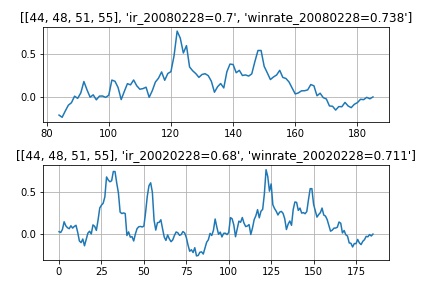 [[44, 48, 51, 55], 'ir_20080228=0.7', 'winrate_20080228=0.738']
0.5
0.0
80 100 120 140 160 180
[[44, 48, 51, 55], 'ir_20020228=0.68', 'winrate_20020228=0.711']
0.5
0.0
0 25 50 75 100 125 150 175